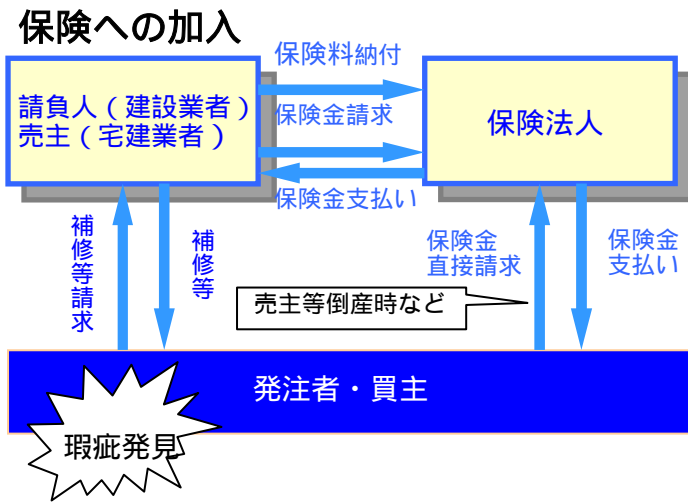 保険への加入
保険料納付
請負人（建設業者）
売主（宅建業者）
保険金請求
保険法人
保険金支払い
補修等請求
補修等
保険金
直接請求
保険金
支払い
売主等倒産時など
発注者・買主
瑕疵発見